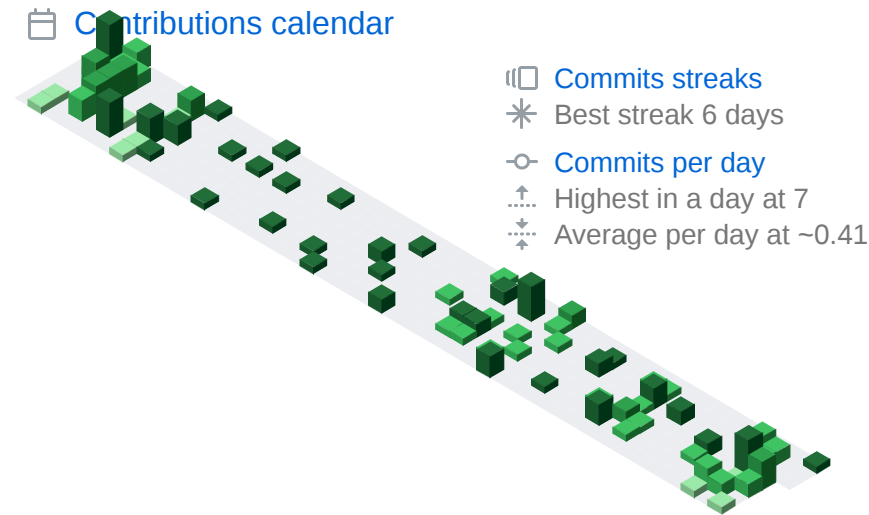 Contributions calendar
Commits streaks
Best streak 6 days
Commits per day
Highest in a day at 7
Average per day at ~0.41